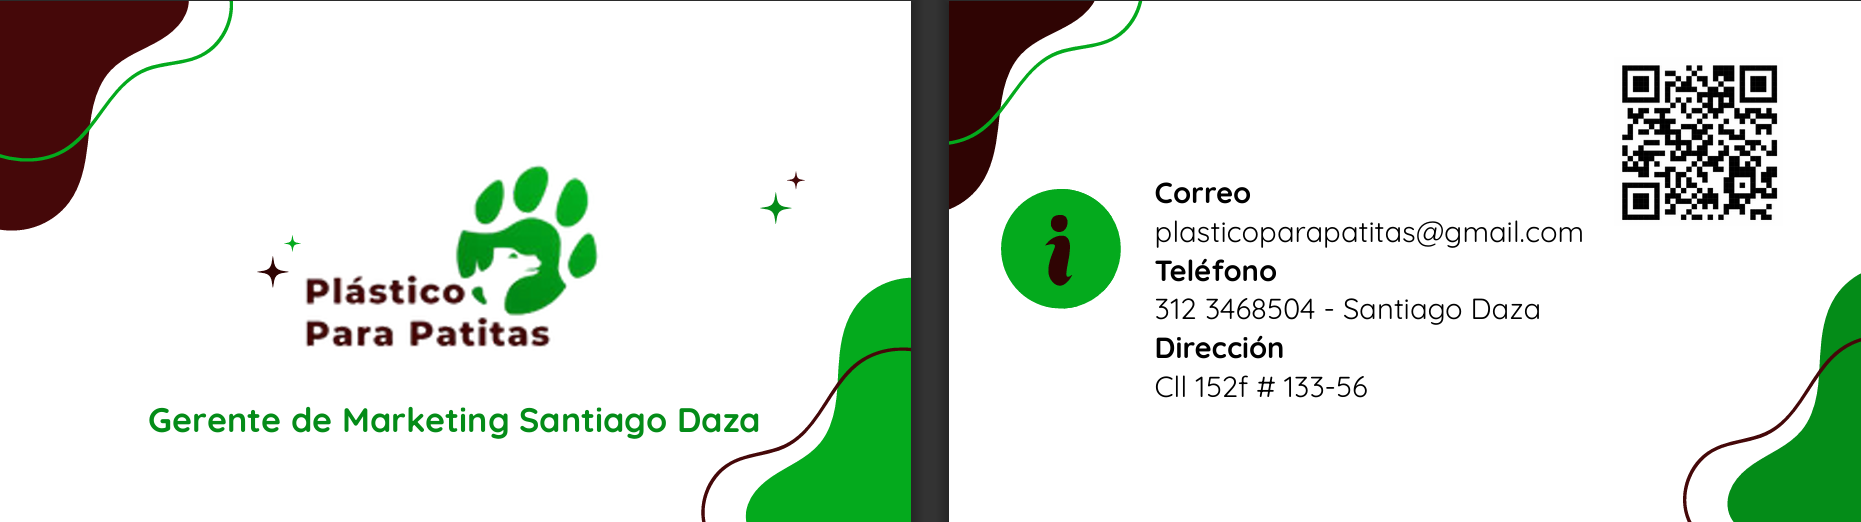 Plástico
Para Patitas
Gerente de Marketing Santiago Daza
i
Correo
plasticoparapatitas@gmail.com
Teléfono
312 3468504 - Santiago Daza
Dirección
Cll 152f # 133-56